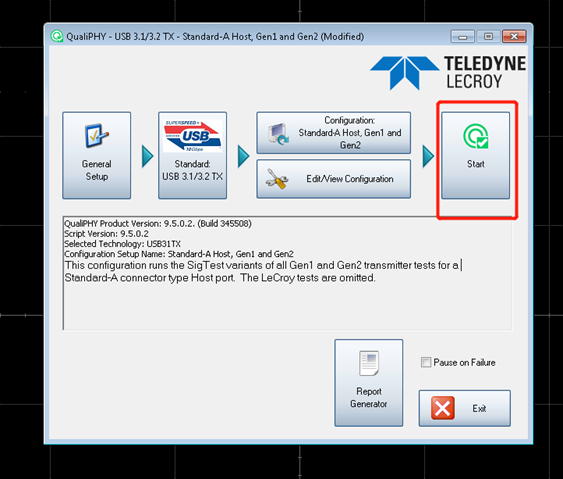 QualiPHY - USB 3.1/3.2 TX - Standard-A Host, Gen1 and Gen2 (Modified)
TELEDYNE
LECROY
General
Setup
SUPERSPEED+
USB
10 Gbps
Standard:
USB 3.1/3.2 TX
Configuration:
Standard-A Host, Gen1 and
Gen2
Edit/View Configuration
Start
QualiPHY Product Version: 9.5.0.2. (Build 345508)
Script Version: 9.5.0.2
Selected Technology: USB31TX
Configuration Setup Name: Standard-A Host, Gen1 and Gen2
This configuration runs the SigTest variants of all Gen1 and Gen2 transmitter tests for a
Standard-A connector type Host port.  The LeCroy tests are omitted.
Report
Generator
Pause on Failure
Exit